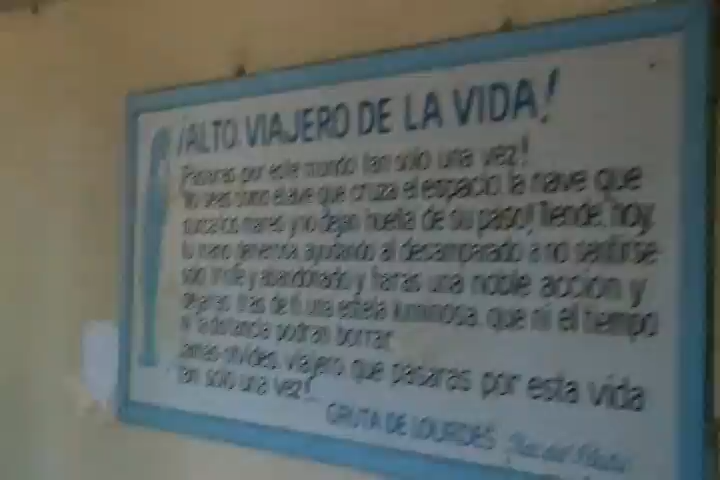 ¡ALTO VIAJERO DE LA VIDA!
Pasaras por este mundo tan solo una vez!
No seas como el ave que cruza el espacio, la nave que
surca los mares y no dejan huella de su paso! Tiende, hoy,
tu mano generosa ayudando al desamparado a no sentirse
solo triste y abandonado y haras una noble accion y
dejaras tras de ti una estela luminosa, que ni el tiempo
ni la distancia podran borrar.
Jamas olvides, viajero que pasaras por esta vida
tan solo una vez!
GRUTA DE LOURDES